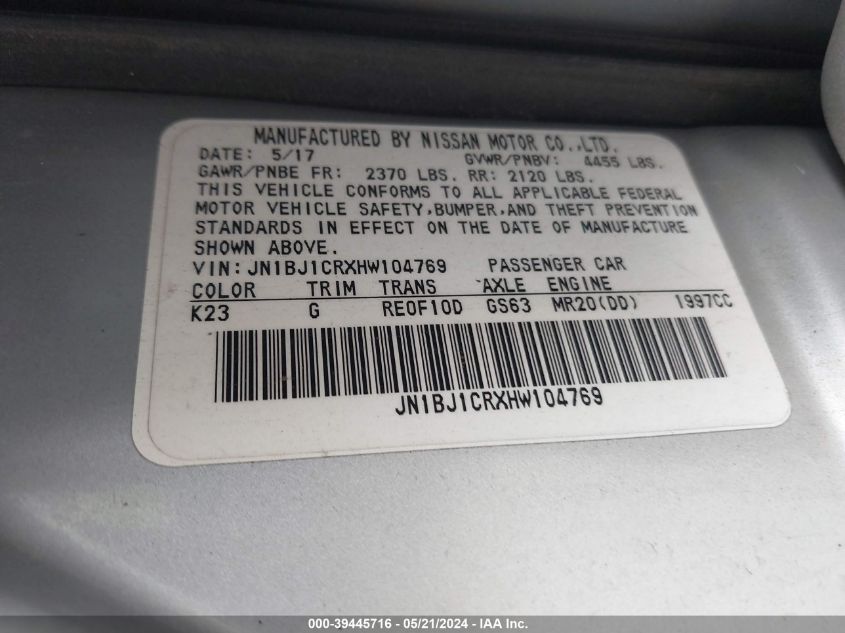 MANUFACTURED BY NISSAN MOTOR CO.,LTD.
DATE: 5/17 GVWR/PNBV: 4455 LBS.
GAWR/PNBE FR: 2370 LBS. RR: 2120 LBS.
THIS VEHICLE CONFORMS TO ALL APPLICABLE FEDERAL
MOTOR VEHICLE SAFETY,BUMPER,AND THEFT PREVENTION
STANDARDS IN EFFECT ON THE DATE OF MANUFACTURE
SHOWN ABOVE.
VIN: JN1BJ1CRXHW104769 PASSENGER CAR
COLOR TRIM TRANS AXLE ENGINE
K23 G RE0F10D GS63 MR20(DD) 1997CC
JN1BJ1CRXHW104769
000-39445716 - 05/21/2024 - IAA Inc.